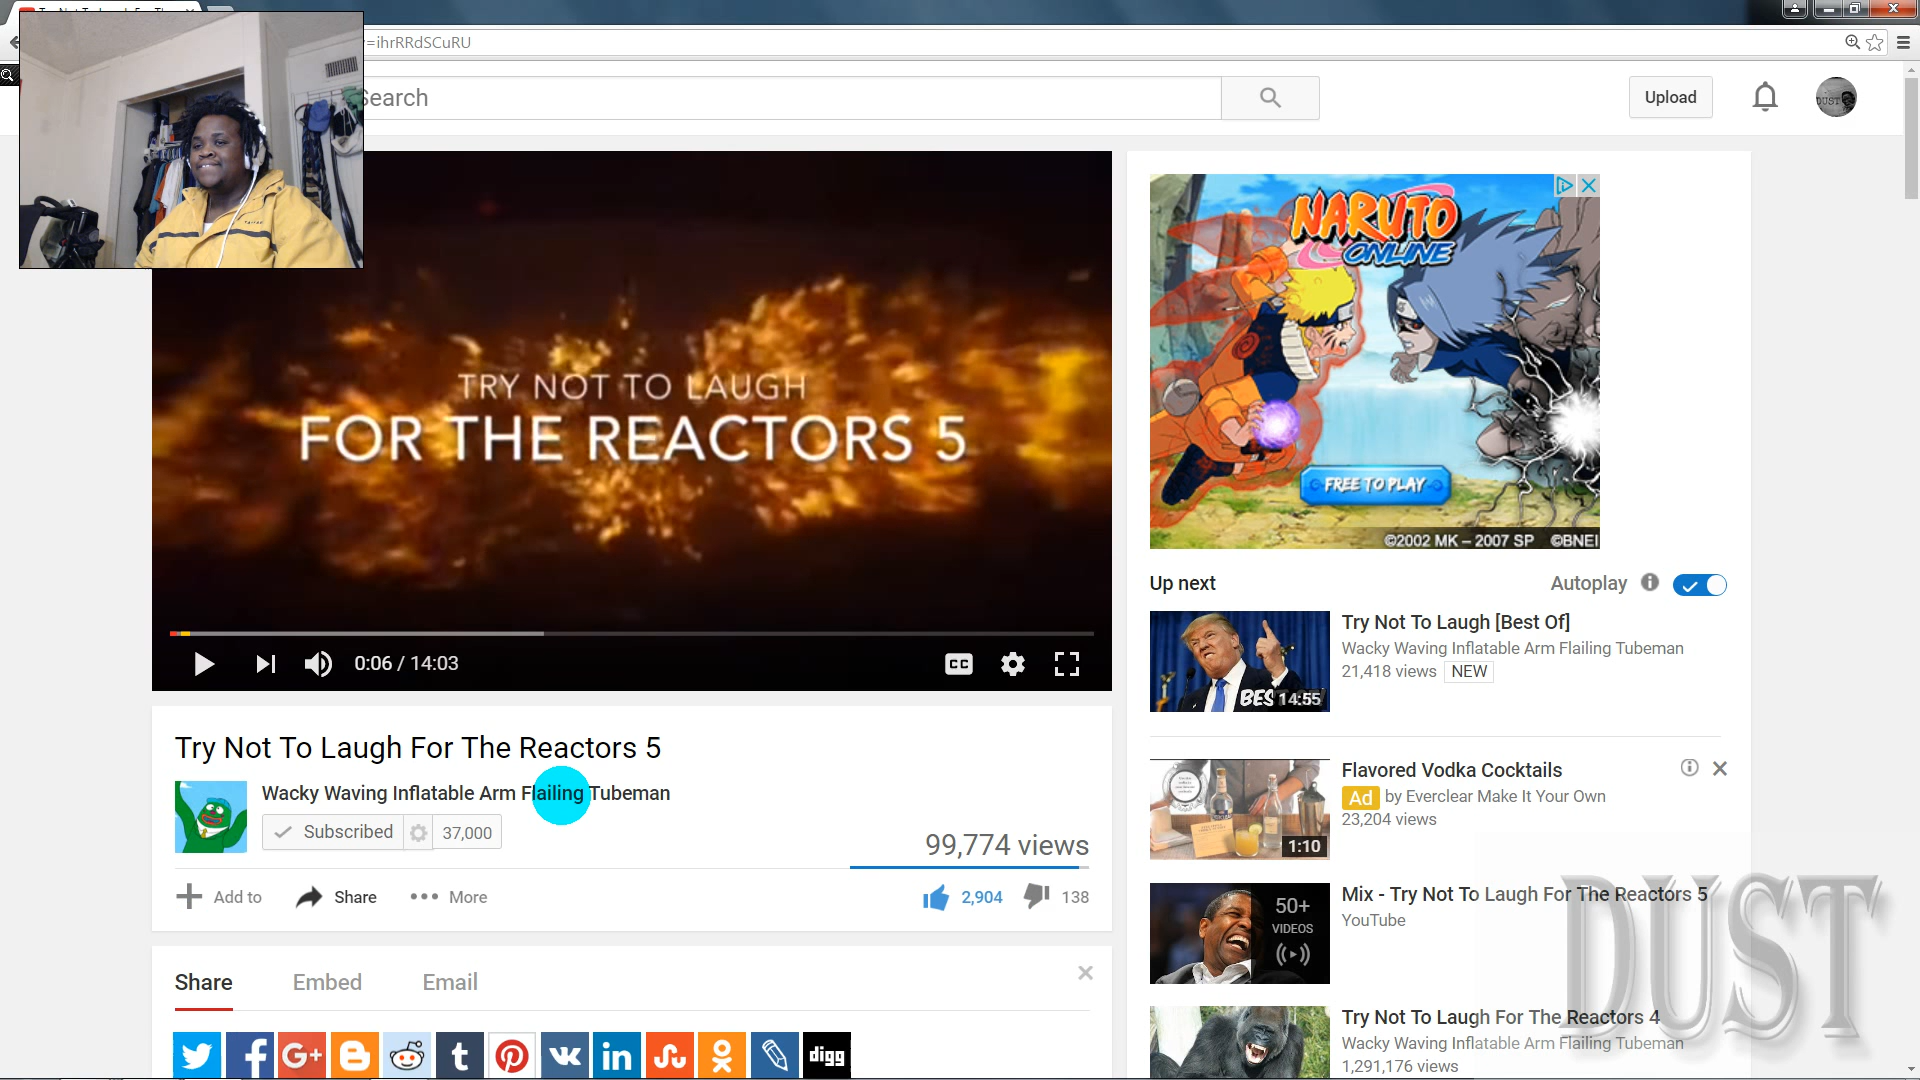 =ihrRRdSCuRU
Search
Upload
DUST
TRY NOT TO LAUGH
FOR THE REACTORS 5
0:06 / 14:03
CC
Try Not To Laugh For The Reactors 5
Wacky Waving Inflatable Arm Flailing Tubeman
Subscribed
37,000
99,774 views
Add to
Share
More
2,904
138
Share
Embed
Email
G+
t
in
digg
NARUTO
ONLINE
FREE TO PLAY
©2002 MK – 2007 SP ©BNEI
Up next
Autoplay
Try Not To Laugh [Best Of]
Wacky Waving Inflatable Arm Flailing Tubeman
21,418 views NEW
14:55
Flavored Vodka Cocktails
Ad by Everclear Make It Your Own
23,204 views
1:10
Mix - Try Not To Laugh For The Reactors 5
YouTube
50+
VIDEOS
Try Not To Laugh For The Reactors 4
Wacky Waving Inflatable Arm Flailing Tubeman
1,291,176 views
DUST